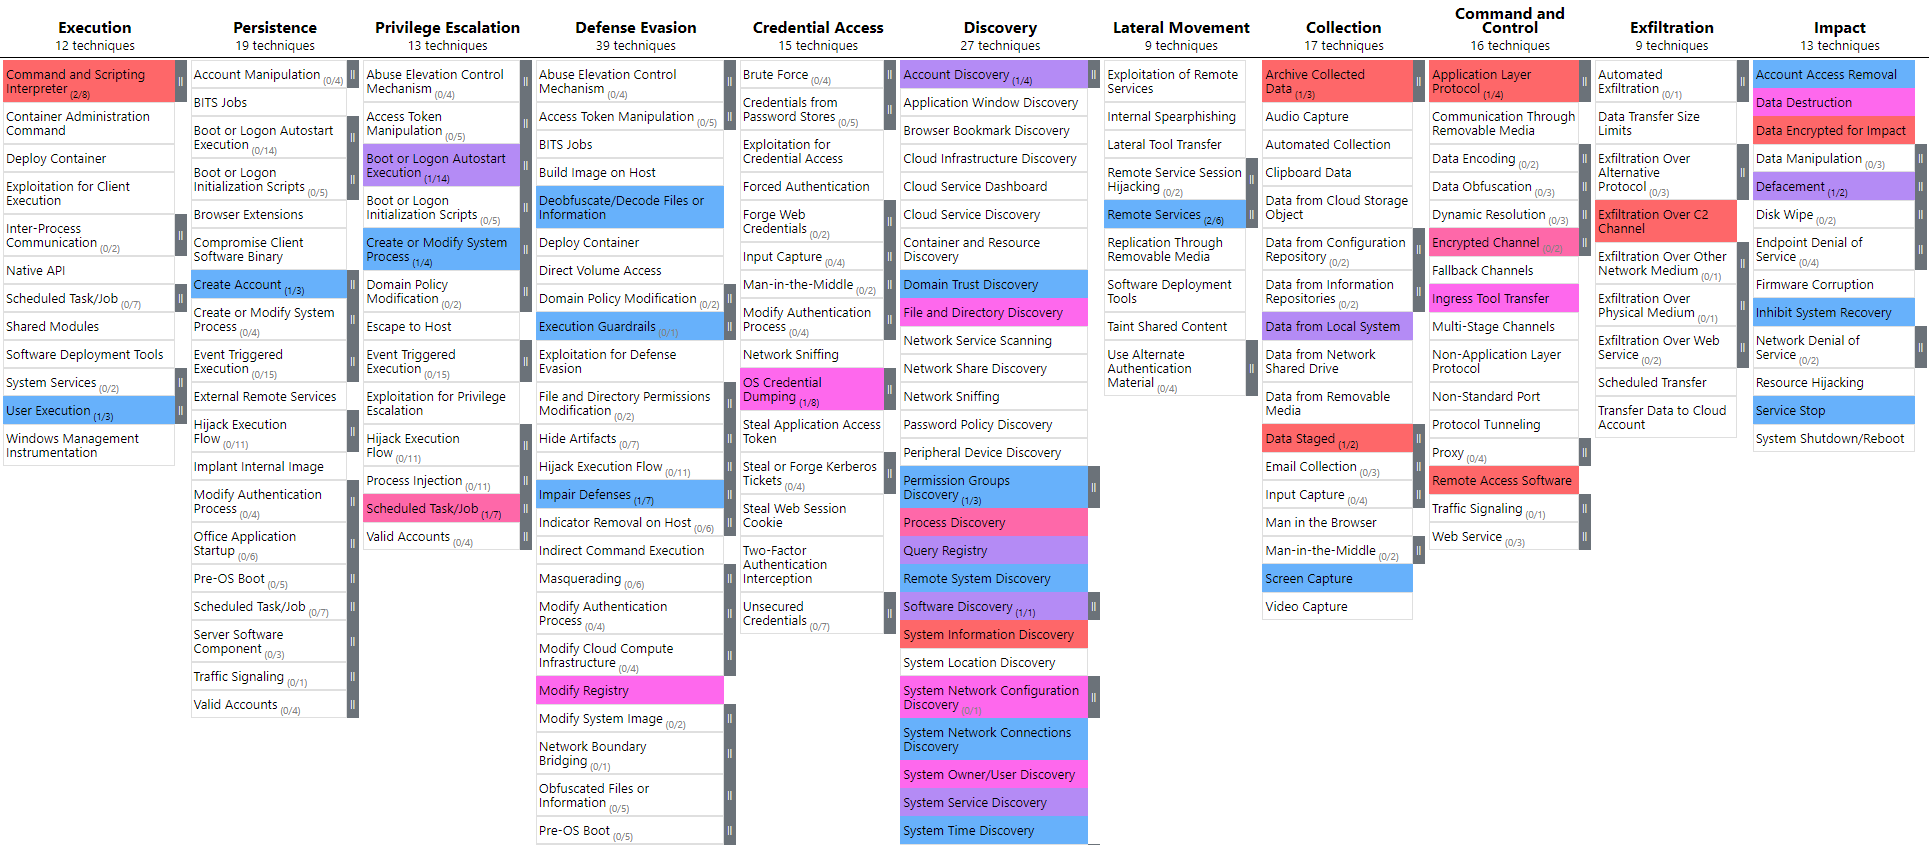 Execution
12 techniques
Command and Scripting
Interpreter (2/8)
Container Administration
Command
Deploy Container
Exploitation for Client
Execution
Inter-Process
Communication (0/2)
Native API
Scheduled Task/Job (0/7)
Shared Modules
Software Deployment Tools
System Services (0/2)
User Execution (1/3)
Windows Management
Instrumentation
Persistence
19 techniques
Account Manipulation (0/4)
BITS Jobs
Boot or Logon Autostart
Execution (0/14)
Boot or Logon
Initialization Scripts (0/5)
Browser Extensions
Compromise Client
Software Binary
Create Account (1/3)
Create or Modify System
Process (0/4)
Event Triggered
Execution (0/15)
External Remote Services
Hijack Execution
Flow (0/11)
Implant Internal Image
Modify Authentication
Process (0/4)
Office Application
Startup (0/6)
Pre-OS Boot (0/5)
Scheduled Task/Job (0/7)
Server Software
Component (0/3)
Traffic Signaling (0/1)
Valid Accounts (0/4)
Privilege Escalation
13 techniques
Abuse Elevation Control
Mechanism (0/4)
Access Token
Manipulation (0/5)
Boot or Logon Autostart
Execution (1/14)
Boot or Logon
Initialization Scripts (0/5)
Create or Modify System
Process (1/4)
Domain Policy
Modification (0/2)
Escape to Host
Event Triggered
Execution (0/15)
Exploitation for Privilege
Escalation
Hijack Execution
Flow (0/11)
Process Injection (0/11)
Scheduled Task/Job (1/7)
Valid Accounts (0/4)
Defense Evasion
39 techniques
Abuse Elevation Control
Mechanism (0/4)
Access Token Manipulation (0/5)
BITS Jobs
Build Image on Host
Deobfuscate/Decode Files or
Information
Deploy Container
Direct Volume Access
Domain Policy Modification (0/2)
Execution Guardrails (0/1)
Exploitation for Defense
Evasion
File and Directory Permissions
Modification (0/2)
Hide Artifacts (0/7)
Hijack Execution Flow (0/11)
Impair Defenses (1/7)
Indicator Removal on Host (0/6)
Indirect Command Execution
Masquerading (0/6)
Modify Authentication
Process (0/4)
Modify Cloud Compute
Infrastructure (0/4)
Modify Registry
Modify System Image (0/2)
Network Boundary
Bridging (0/1)
Obfuscated Files or
Information (0/5)
Pre-OS Boot (0/5)
Credential Access
15 techniques
Brute Force (0/4)
Credentials from
Password Stores (0/5)
Exploitation for
Credential Access
Forced Authentication
Forge Web
Credentials (0/2)
Input Capture (0/4)
Man-in-the-Middle (0/2)
Modify Authentication
Process (0/4)
Network Sniffing
OS Credential
Dumping (1/8)
Steal Application Access
Token
Steal or Forge Kerberos
Tickets (0/4)
Steal Web Session
Cookie
Two-Factor
Authentication
Interception
Unsecured
Credentials (0/7)
Discovery
27 techniques
Account Discovery (1/4)
Application Window Discovery
Browser Bookmark Discovery
Cloud Infrastructure Discovery
Cloud Service Dashboard
Cloud Service Discovery
Container and Resource
Discovery
Domain Trust Discovery
File and Directory Discovery
Network Service Scanning
Network Share Discovery
Network Sniffing
Password Policy Discovery
Peripheral Device Discovery
Permission Groups
Discovery (1/3)
Process Discovery
Query Registry
Remote System Discovery
Software Discovery (1/1)
System Information Discovery
System Location Discovery
System Network Configuration
Discovery (0/1)
System Network Connections
Discovery
System Owner/User Discovery
System Service Discovery
System Time Discovery
Lateral Movement
9 techniques
Exploitation of Remote
Services
Internal Spearphishing
Lateral Tool Transfer
Remote Service Session
Hijacking (0/2)
Remote Services (2/6)
Replication Through
Removable Media
Software Deployment
Tools
Taint Shared Content
Use Alternate
Authentication
Material (0/4)
Collection
17 techniques
Archive Collected
Data (1/3)
Audio Capture
Automated Collection
Clipboard Data
Data from Cloud Storage
Object
Data from Configuration
Repository (0/2)
Data from Information
Repositories (0/2)
Data from Local System
Data from Network
Shared Drive
Data from Removable
Media
Data Staged (1/2)
Email Collection (0/3)
Input Capture (0/4)
Man in the Browser
Man-in-the-Middle (0/2)
Screen Capture
Video Capture
Command and
Control
16 techniques
Application Layer
Protocol (1/4)
Communication Through
Removable Media
Data Encoding (0/2)
Data Obfuscation (0/3)
Dynamic Resolution (0/3)
Encrypted Channel (0/2)
Fallback Channels
Ingress Tool Transfer
Multi-Stage Channels
Non-Application Layer
Protocol
Non-Standard Port
Protocol Tunneling
Proxy (0/4)
Remote Access Software
Traffic Signaling (0/1)
Web Service (0/3)
Exfiltration
9 techniques
Automated
Exfiltration (0/1)
Data Transfer Size
Limits
Exfiltration Over
Alternative
Protocol (0/3)
Exfiltration Over C2
Channel
Exfiltration Over Other
Network Medium (0/1)
Exfiltration Over
Physical Medium (0/1)
Exfiltration Over Web
Service (0/2)
Scheduled Transfer
Transfer Data to Cloud
Account
Impact
13 techniques
Account Access Removal
Data Destruction
Data Encrypted for Impact
Data Manipulation (0/3)
Defacement (1/2)
Disk Wipe (0/2)
Endpoint Denial of
Service (0/4)
Firmware Corruption
Inhibit System Recovery
Network Denial of
Service (0/2)
Resource Hijacking
Service Stop
System Shutdown/Reboot